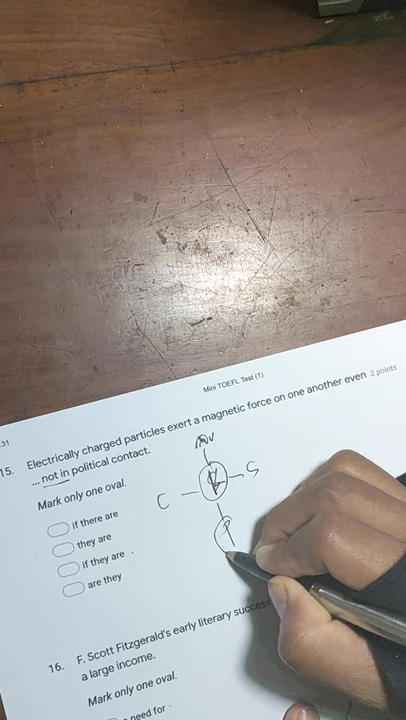 Mini TOEFL Test (1)
31
15. Electrically charged particles exert a magnetic force on one another even 2 points
... not in political contact.
Mark only one oval.
if there are
they are
if they are .
are they
C
S
16. F. Scott Fitzgerald's early literary success
a large income.
Mark only one oval.
need for